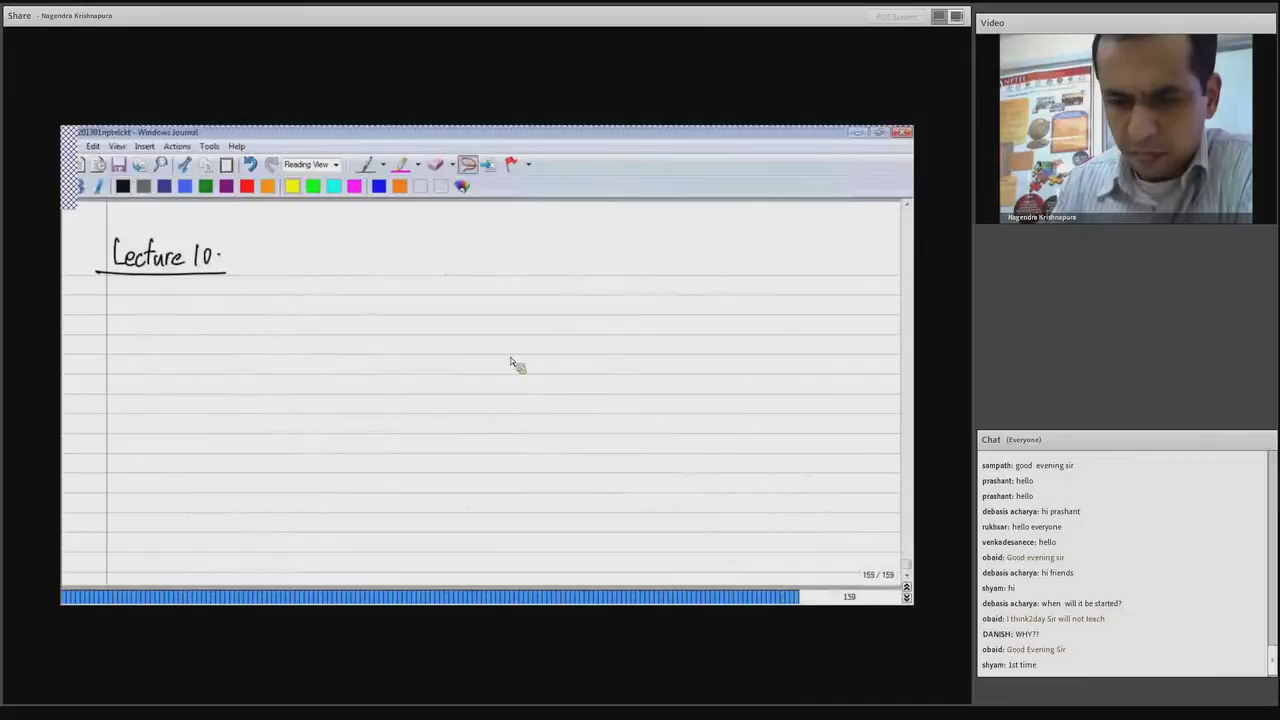 Share - Nagendra Krishnapura
Full Screen
Video
NPTEL
Nagendra Krishnapura
201301nptelckt - Windows Journal
Edit View Insert Actions Tools Help
Reading View
Lecture 10.
159 / 159
159
Chat (Everyone)
sampath: good evening sir
prashant: hello
prashant: hello
debasis acharya: hi prashant
rukhsar: hello everyone
venkadesanece: hello
obaid: Good evening sir
debasis acharya: hi friends
shyam: hi
debasis acharya: when will it be started?
obaid: I think2day Sir will not teach
DANISH: WHY??
obaid: Good Evening Sir
shyam: 1st time